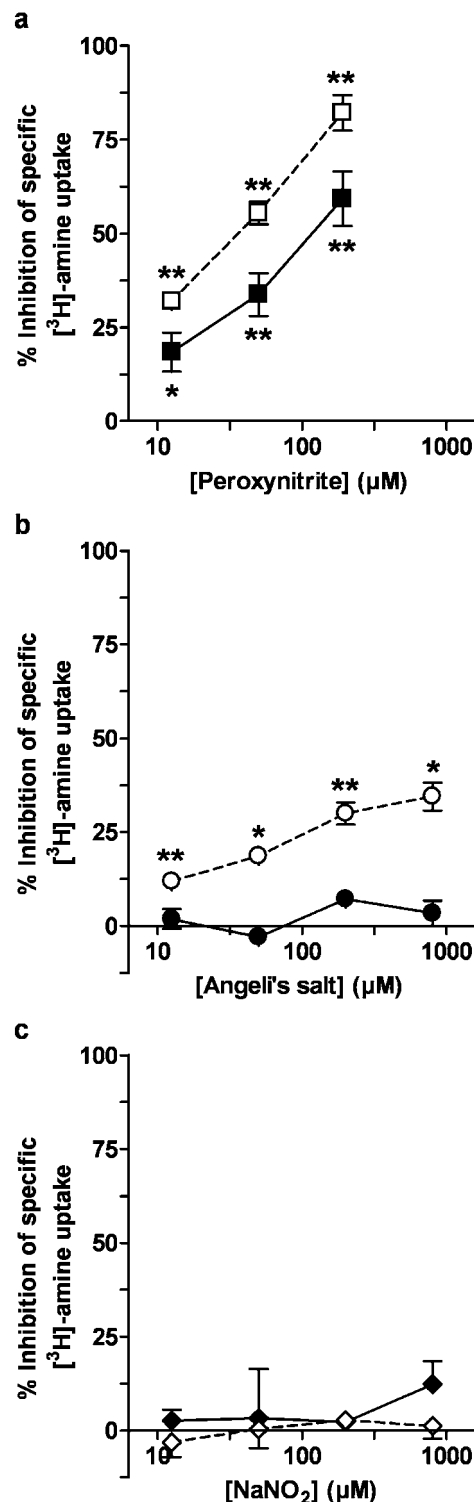 a
% Inhibition of specific
[³H]-amine uptake
100
75
50
25
0
** ** **
* ** **
10 100 1000
[Peroxynitrite] (µM)
b
% Inhibition of specific
[³H]-amine uptake
100
75
50
25
0
** * ** *
10 100 1000
[Angeli's salt] (µM)
c
% Inhibition of specific
[³H]-amine uptake
100
75
50
25
0
10 100 1000
[NaNO₂] (µM)